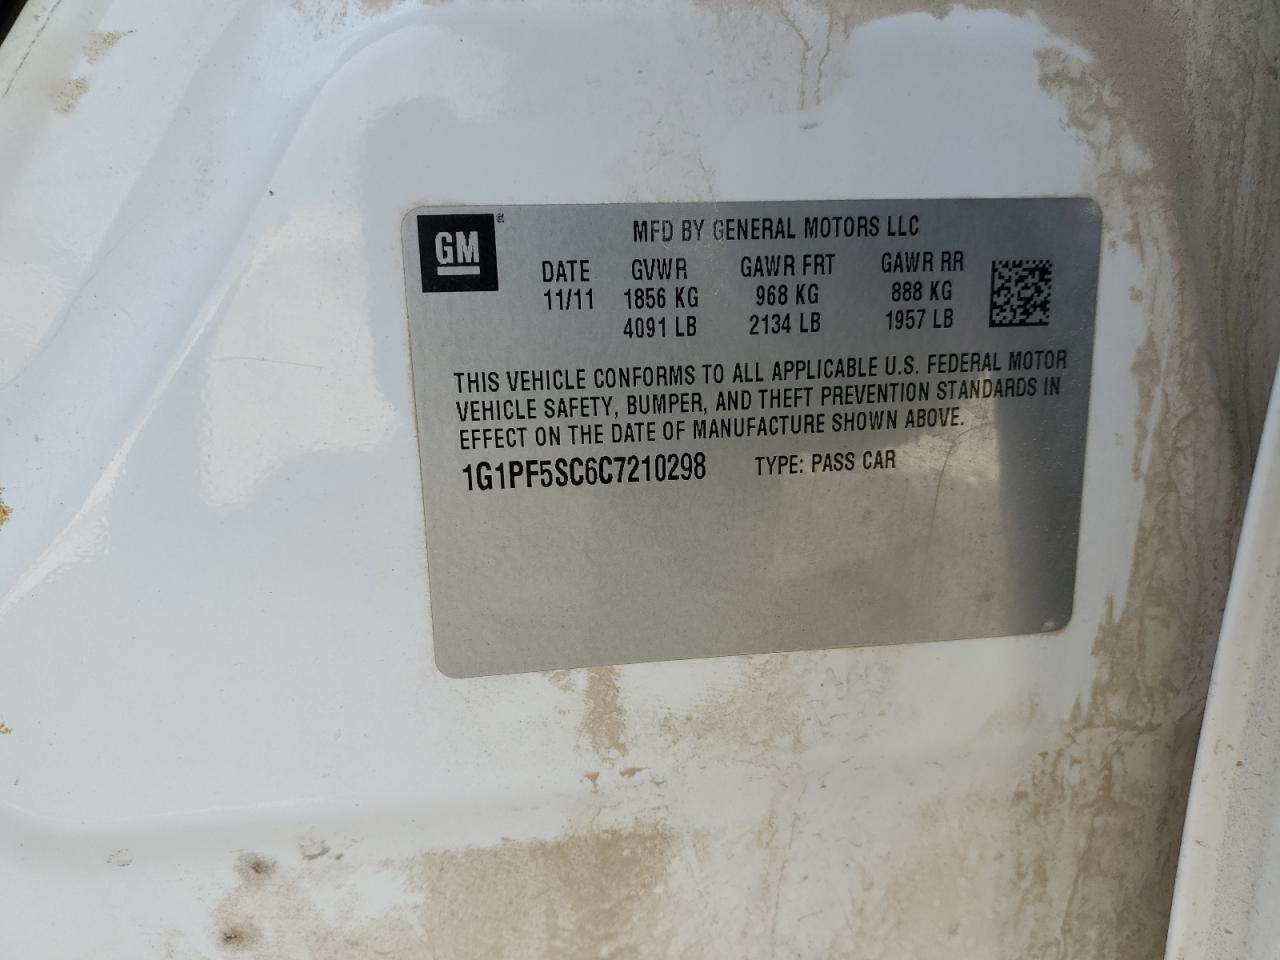 GM ®
MFD BY GENERAL MOTORS LLC
DATE GVWR GAWR FRT GAWR RR
11/11 1856 KG 968 KG 888 KG
4091 LB 2134 LB 1957 LB
THIS VEHICLE CONFORMS TO ALL APPLICABLE U.S. FEDERAL MOTOR
VEHICLE SAFETY, BUMPER, AND THEFT PREVENTION STANDARDS IN
EFFECT ON THE DATE OF MANUFACTURE SHOWN ABOVE.
1G1PF5SC6C7210298 TYPE: PASS CAR